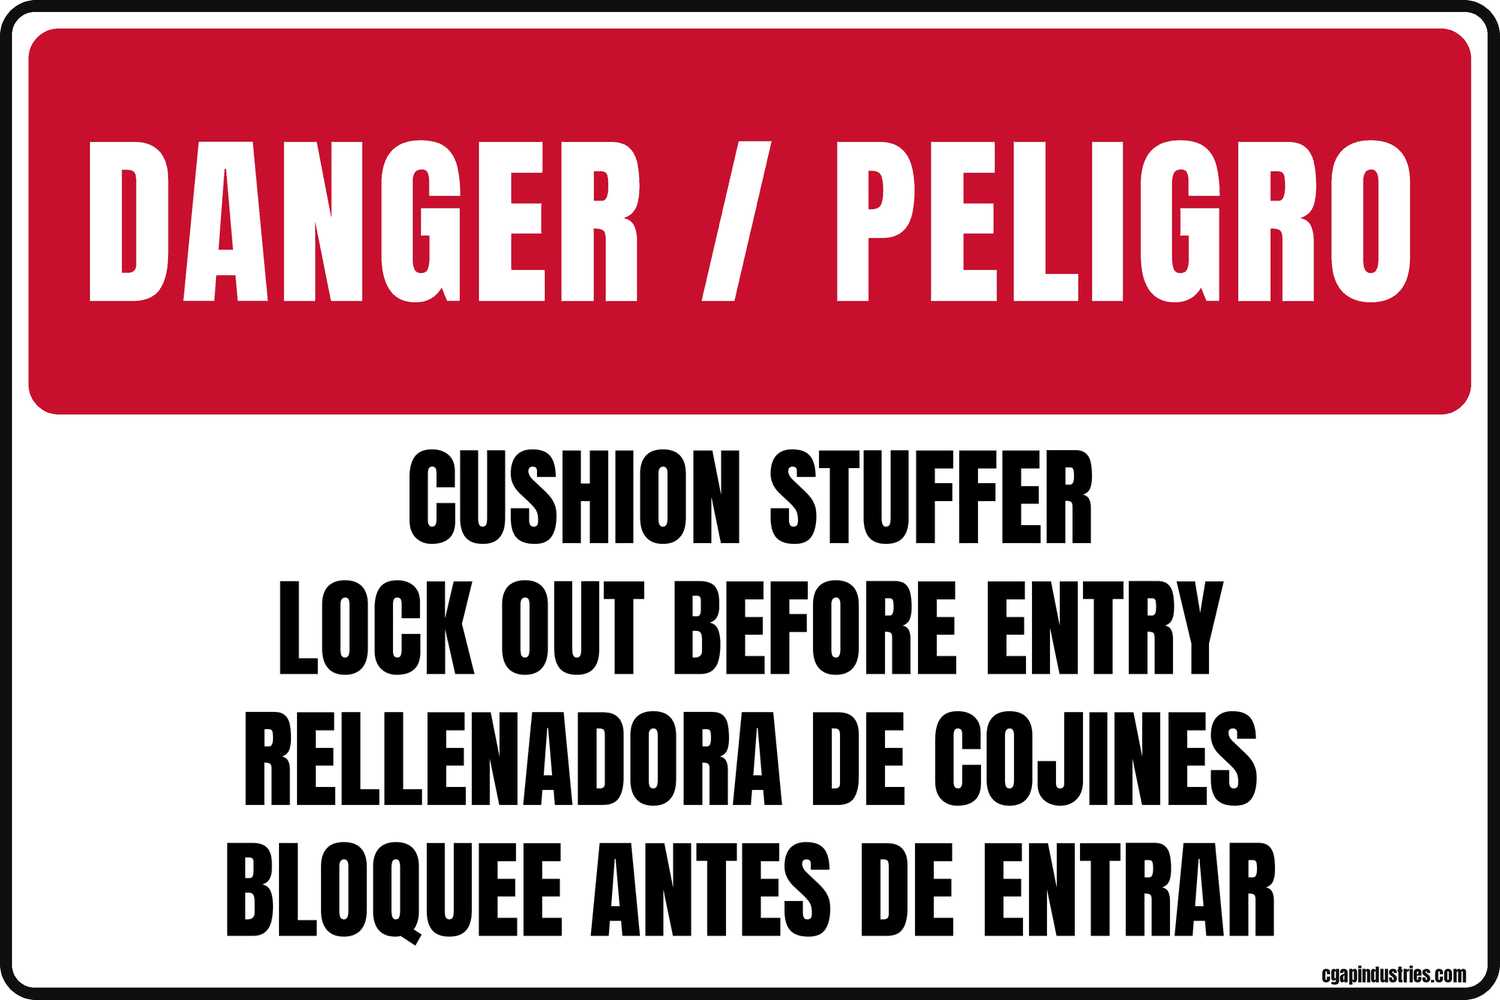 DANGER / PELIGRO
CUSHION STUFFER
LOCK OUT BEFORE ENTRY
RELLENADORA DE COJINES
BLOQUEE ANTES DE ENTRAR
cgapindustries.com